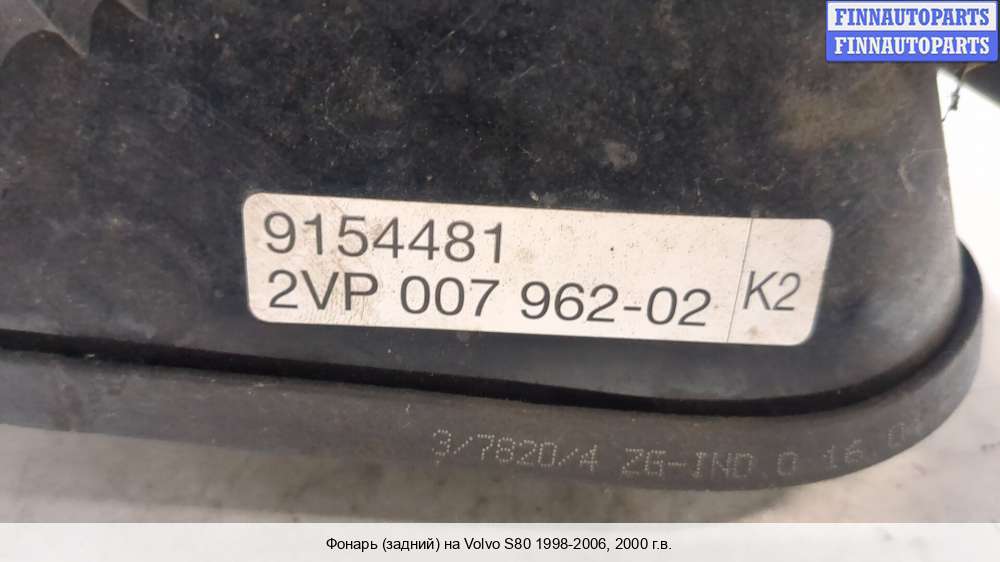 FINNAUTOPARTS
FINNAUTOPARTS
9154481
2VP 007 962-02
K2
3/7820/4 ZG-IND 0 16
Фонарь (задний) на Volvo S80 1998-2006, 2000 г.в.